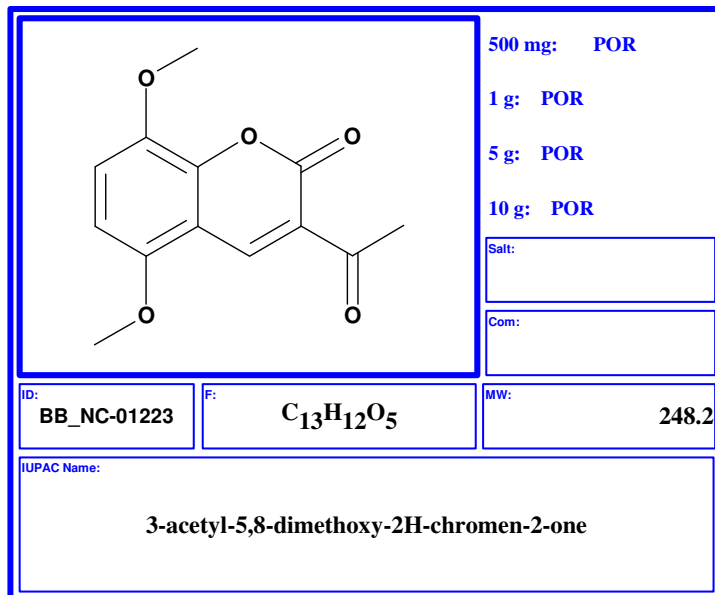 O
O
O
O
O
500 mg: POR
1 g: POR
5 g: POR
10 g: POR
Salt:
Com:
ID:
BB_NC-01223
F:
C13H12O5
MW:
248.2
IUPAC Name:
3-acetyl-5,8-dimethoxy-2H-chromen-2-one